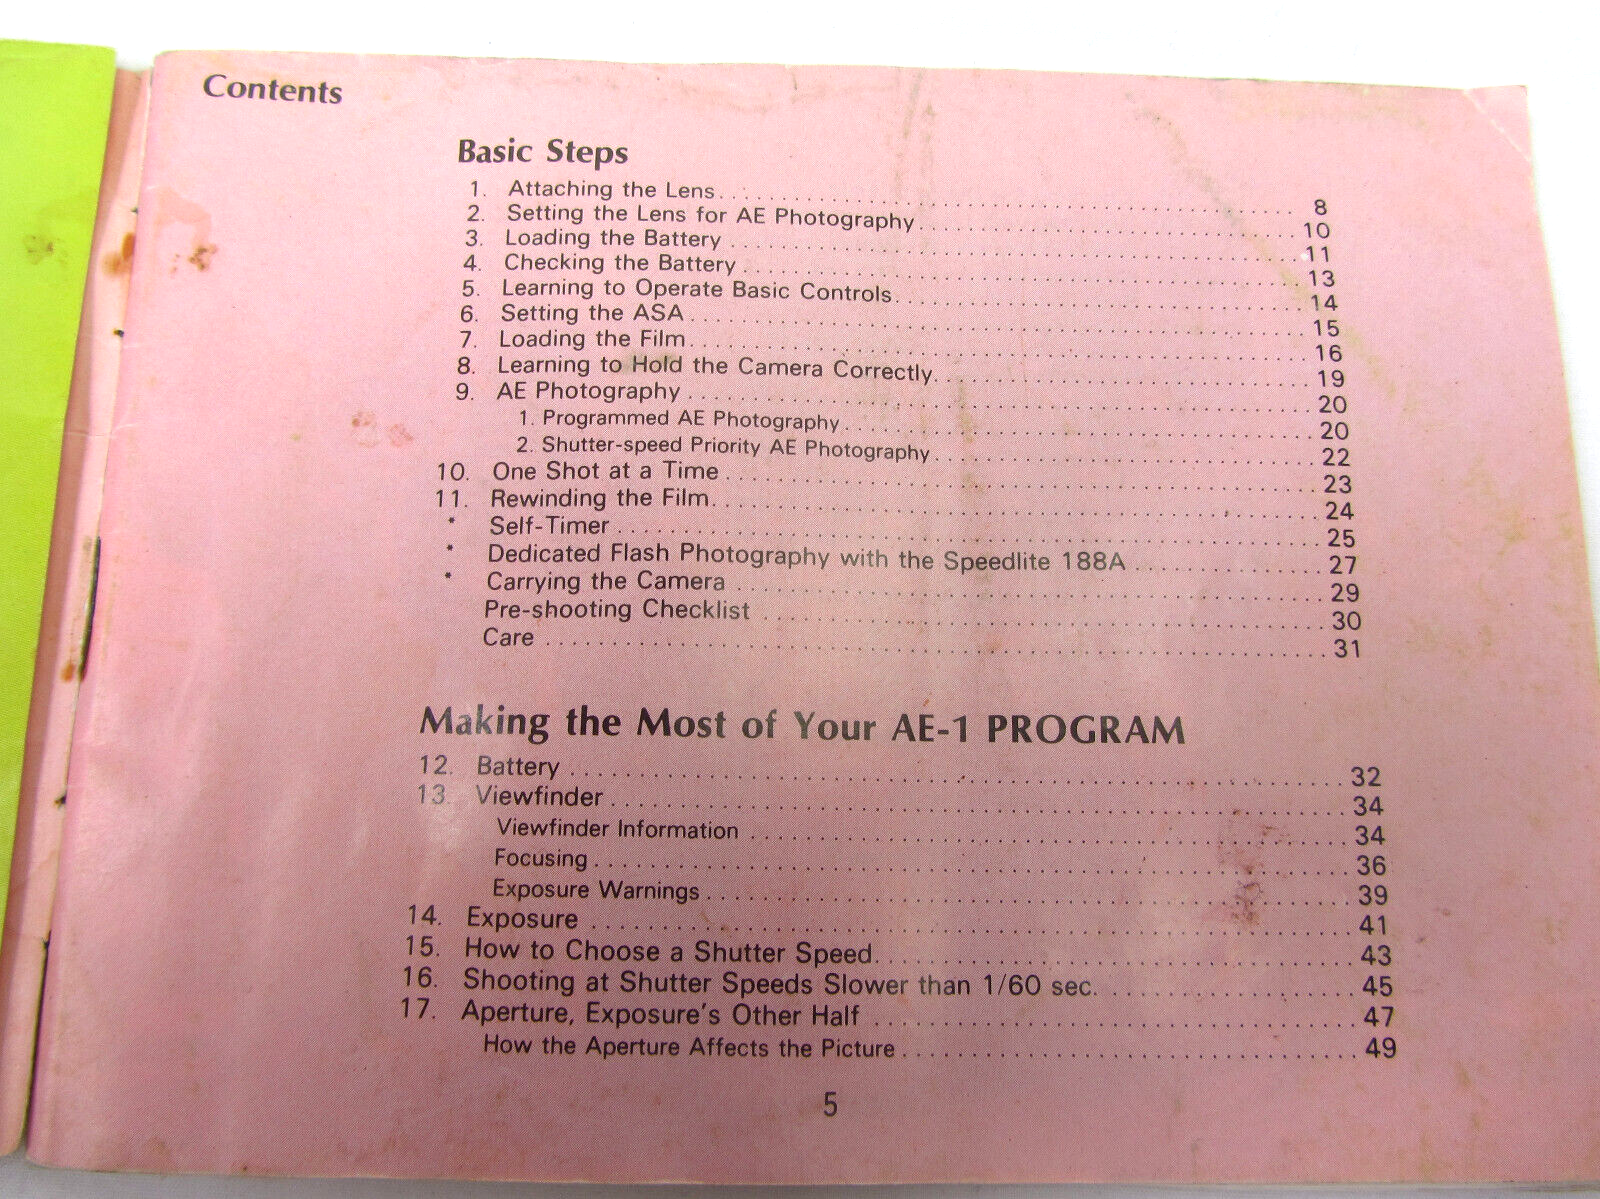 Contents
Basic Steps
1. Attaching the Lens 8
2. Setting the Lens for AE Photography 10
3. Loading the Battery 11
4. Checking the Battery 13
5. Learning to Operate Basic Controls 14
6. Setting the ASA 15
7. Loading the Film 16
8. Learning to Hold the Camera Correctly 19
9. AE Photography 20
1. Programmed AE Photography 20
2. Shutter-speed Priority AE Photography 22
10. One Shot at a Time 23
11. Rewinding the Film 24
* Self-Timer 25
* Dedicated Flash Photography with the Speedlite 188A 27
* Carrying the Camera 29
Pre-shooting Checklist 30
Care 31
Making the Most of Your AE-1 PROGRAM
12. Battery 32
13. Viewfinder 34
Viewfinder Information 34
Focusing 36
Exposure Warnings 39
14. Exposure 41
15. How to Choose a Shutter Speed 43
16. Shooting at Shutter Speeds Slower than 1/60 sec. 45
17. Aperture, Exposure's Other Half 47
How the Aperture Affects the Picture 49
5